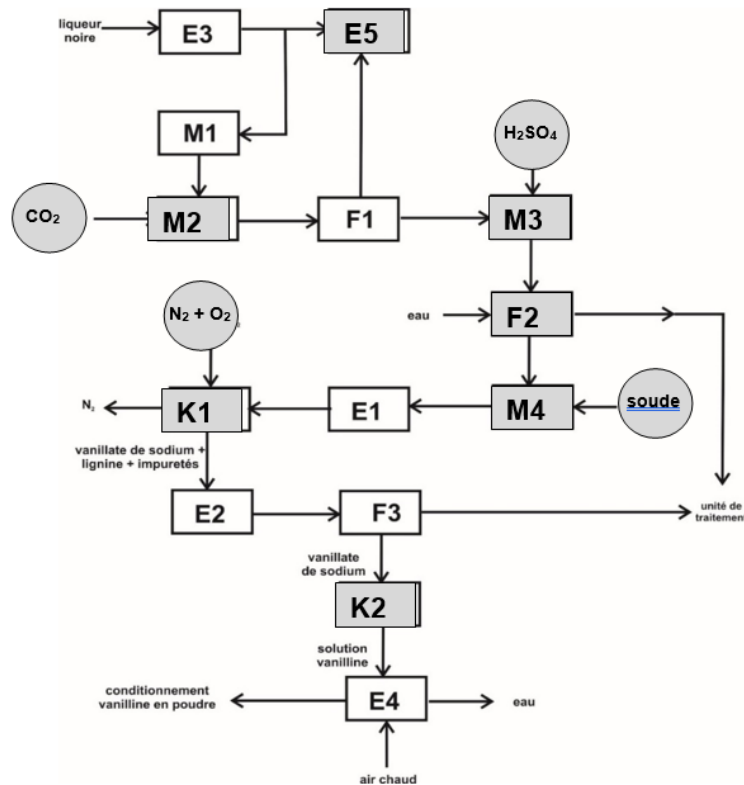 liqueur
noire
E3
E5
M1
H₂SO₄
CO₂
M2
F1
M3
N₂ + O₂
eau
F2
N₂
K1
E1
M4
soude
vanillate de sodium +
lignine + impuretés
E2
F3
unité de
traitement
vanillate
de sodium
K2
solution
vanilline
conditionnement
vanilline en poudre
E4
eau
air chaud